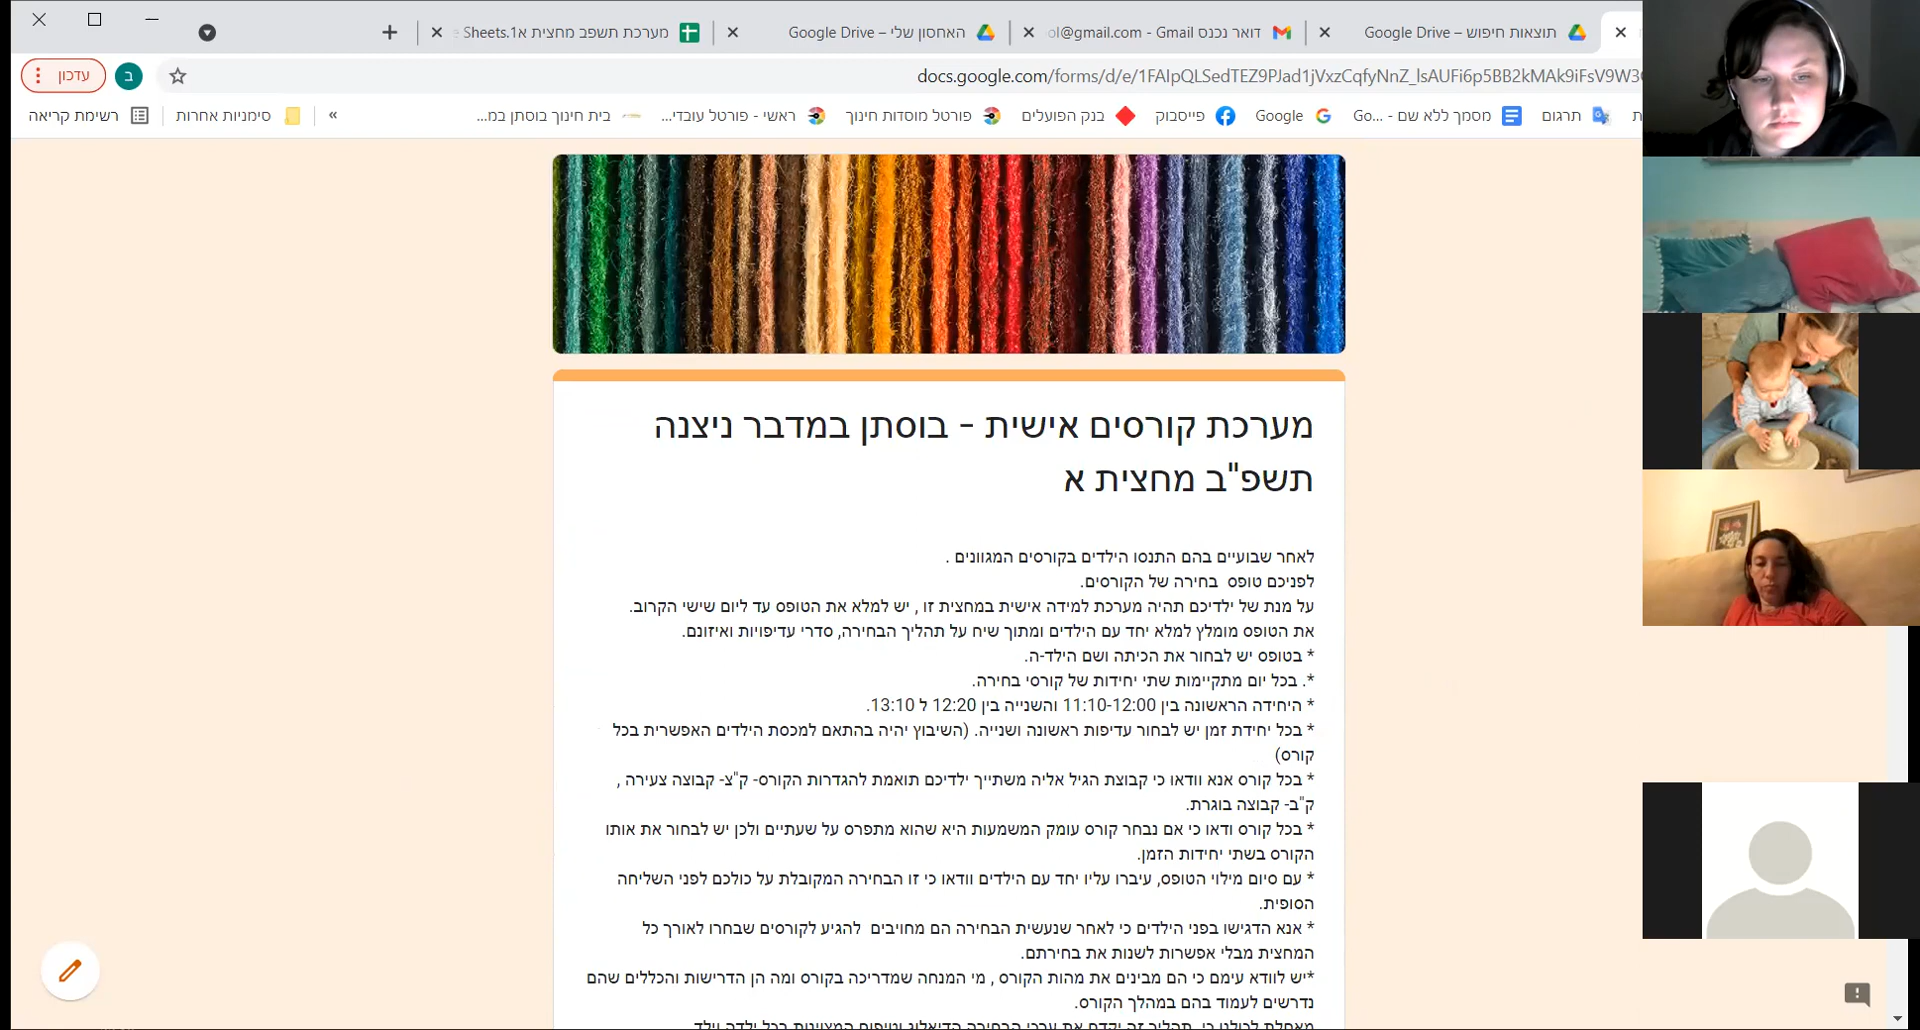 מערכת תשפב מחצית א1.Sheets
האחסון שלי – Google Drive
דואר נכנס - ol@gmail.com - Gmail
תוצאות חיפוש – Google Drive
עדכון
ב
docs.google.com/forms/d/e/1FAIpQLSedTEZ9PJad1jVxzCqfyNnZ_lsAUFi6p5BB2kMAk9iFsV9W3
רשימת קריאה
סימניות אחרות
»
בית חינוך בוסתן במ...
ראשי - פורטל עובדי...
פורטל מוסדות חינוך
בנק הפועלים
פייסבוק
Google
מסמך ללא שם - Go...
תרגום
מערכת קורסים אישית - בוסתן במדבר ניצנה
תשפ"ב מחצית א
לאחר שבועיים בהם התנסו הילדים בקורסים המגוונים .
לפניכם טופס בחירה של הקורסים.
על מנת של ילדיכם תהיה מערכת למידה אישית במחצית זו , יש למלא את הטופס עד ליום שישי הקרוב.
את הטופס מומלץ למלא יחד עם הילדים ומתוך שיח על תהליך הבחירה, סדרי עדיפויות ואיזונם.
* בטופס יש לבחור את הכיתה ושם הילד-ה.
*. בכל יום מתקיימות שתי יחידות של קורסי בחירה.
* היחידה הראשונה בין 11:10-12:00 והשנייה בין 12:20 ל 13:10.
* בכל יחידת זמן יש לבחור עדיפות ראשונה ושנייה. (השיבוץ יהיה בהתאם למכסת הילדים האפשרית בכל
קורס)
* בכל קורס אנא וודאו כי קבוצת הגיל אליה משתייך ילדיכם תואמת להגדרות הקורס- ק"צ- קבוצה צעירה ,
ק"ב- קבוצה בוגרת.
* בכל קורס ודאו כי אם נבחר קורס עומק המשמעות היא שהוא מתפרס על שעתיים ולכן יש לבחור את אותו
הקורס בשתי יחידות הזמן.
* עם סיום מילוי הטופס, עיברו עליו יחד עם הילדים וודאו כי זו הבחירה המקובלת על כולכם לפני השליחה
הסופית.
* אנא הדגישו בפני הילדים כי לאחר שנעשית הבחירה הם מחויבים להגיע לקורסים שבחרו לאורך כל
המחצית מבלי אפשרות לשנות את בחירתם.
*יש לוודא עימם כי הם מבינים את מהות הקורס , מי המנחה שמדריכה בקורס ומה הן הדרישות והכללים שהם
נדרשים לעמוד בהם במהלך הקורס.